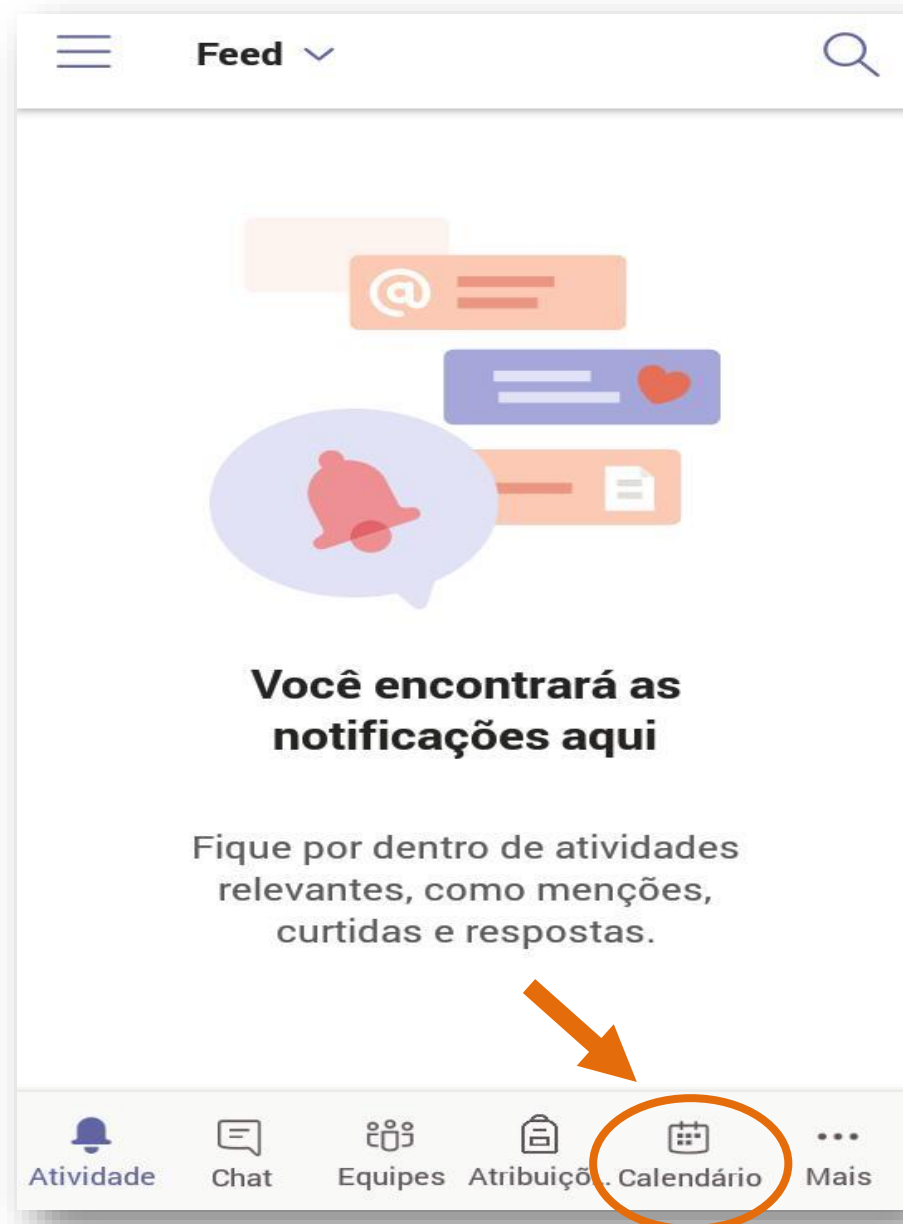 Feed
@
Você encontrará as
notificações aqui
Fique por dentro de atividades
relevantes, como menções,
curtidas e respostas.
Atividade Chat Equipes Atribuiçõ... Calendário Mais